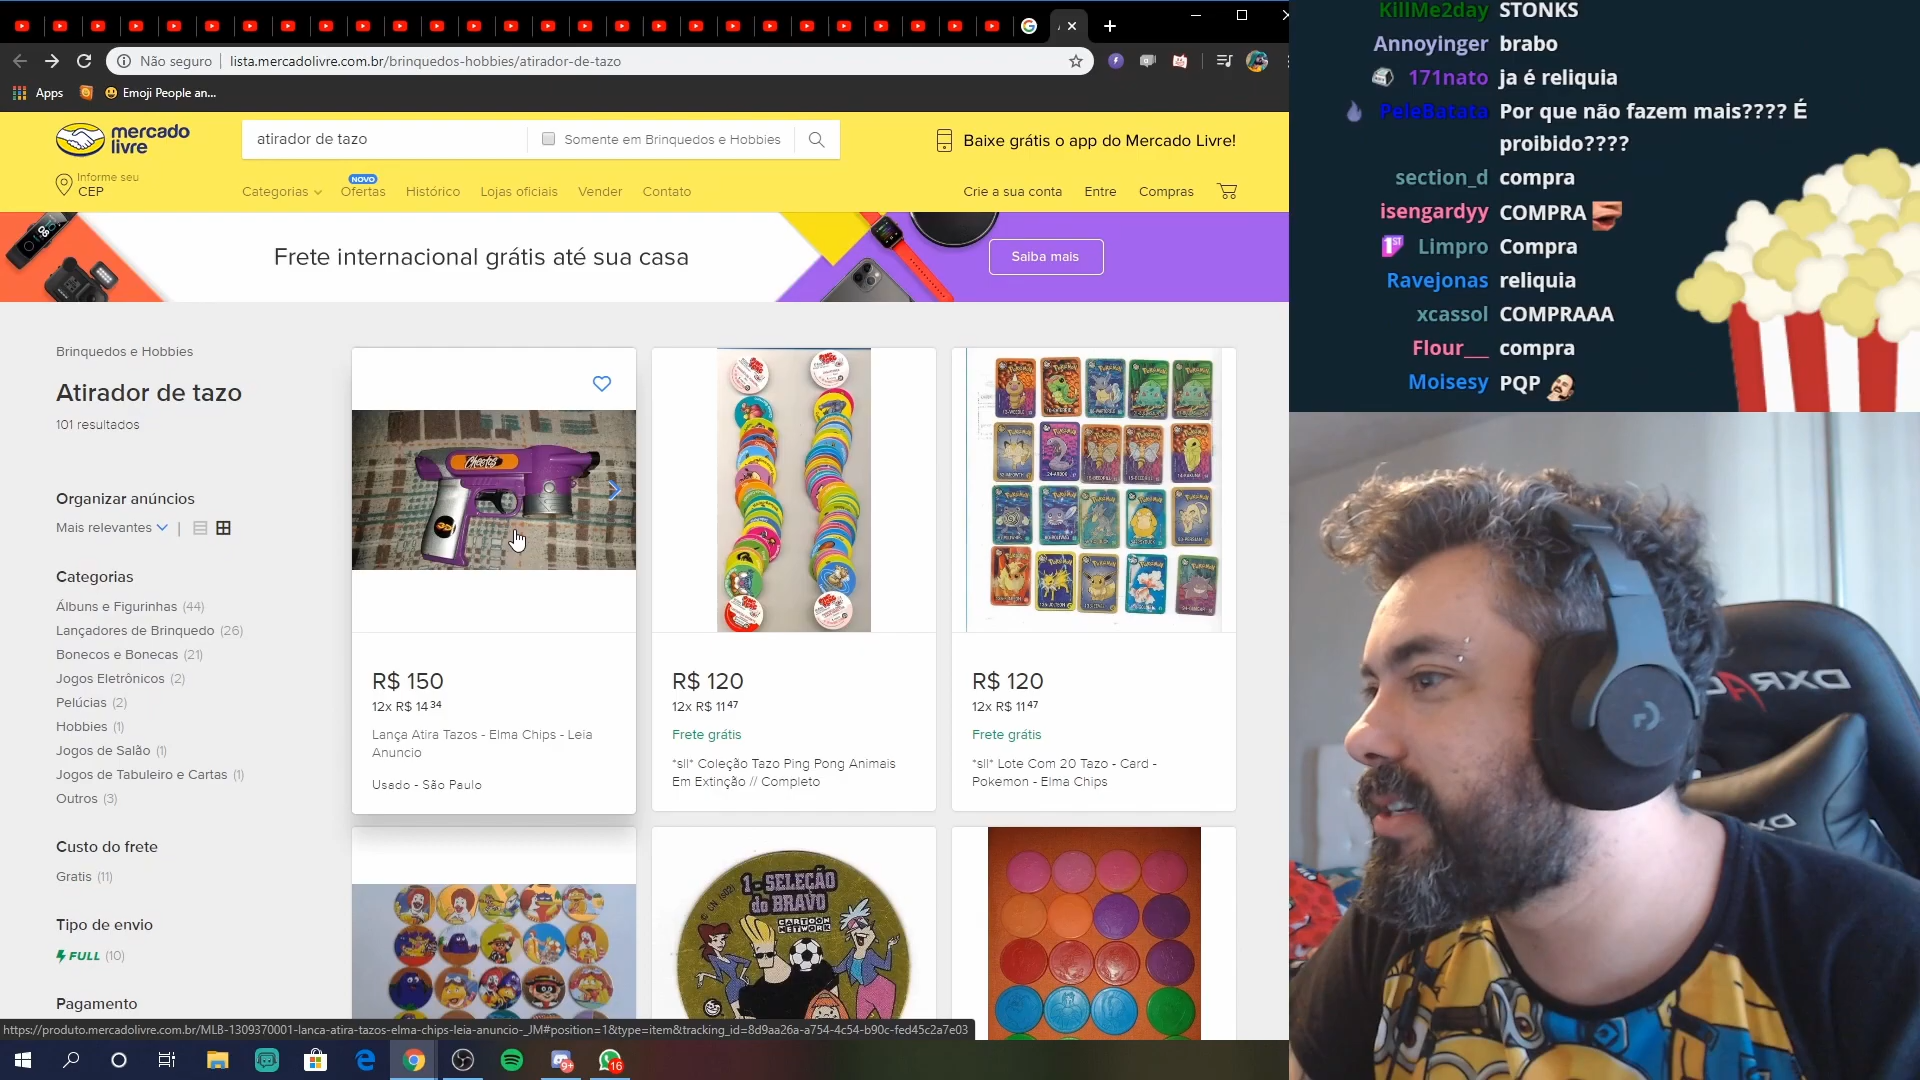 Não seguro
lista.mercadolivre.com.br/brinquedos-hobbies/atirador-de-tazo
Apps
Emoji People an...
mercado
livre
atirador de tazo
Somente em Brinquedos e Hobbies
Baixe grátis o app do Mercado Livre!
Informe seu
CEP
Categorias
NOVO
Ofertas
Histórico
Lojas oficiais
Vender
Contato
Crie a sua conta
Entre
Compras
Frete internacional grátis até sua casa
Saiba mais
Brinquedos e Hobbies
Atirador de tazo
101 resultados
Organizar anúncios
Mais relevantes
Categorias
Álbuns e Figurinhas (44)
Lançadores de Brinquedo (26)
Bonecos e Bonecas (21)
Jogos Eletrônicos (2)
Pelúcias (2)
Hobbies (1)
Jogos de Salão (1)
Jogos de Tabuleiro e Cartas (1)
Outros (3)
Custo do frete
Gratis (11)
Tipo de envio
FULL (10)
Pagamento
Cheetos
R$ 150
12x R$ 14 34
Lança Atira Tazos - Elma Chips - Leia
Anuncio
Usado - São Paulo
R$ 120
12x R$ 11 47
Frete grátis
*sll* Coleção Tazo Ping Pong Animais
Em Extinção // Completo
R$ 120
12x R$ 11 47
Frete grátis
*sll* Lote Com 20 Tazo - Card -
Pokemon - Elma Chips
1-SELEÇÃO
do BRAVO
CARTOON
NETWORK
https://produto.mercadolivre.com.br/MLB-1309370001-lanca-atira-tazos-elma-chips-leia-anuncio-_JM#position=1&type=item&tracking_id=8d9aa26a-a754-4c54-b90c-fed45c2a7e03
9+
16
KillMe2day STONKS
Annoyinger brabo
171nato ja é reliquia
PeleBatata Por que não fazem mais???? É
proibido????
section_d compra
isengardyy COMPRA
1ST Limpro Compra
Ravejonas reliquia
xcassol COMPRAAA
Flour___ compra
Moisesy PQP